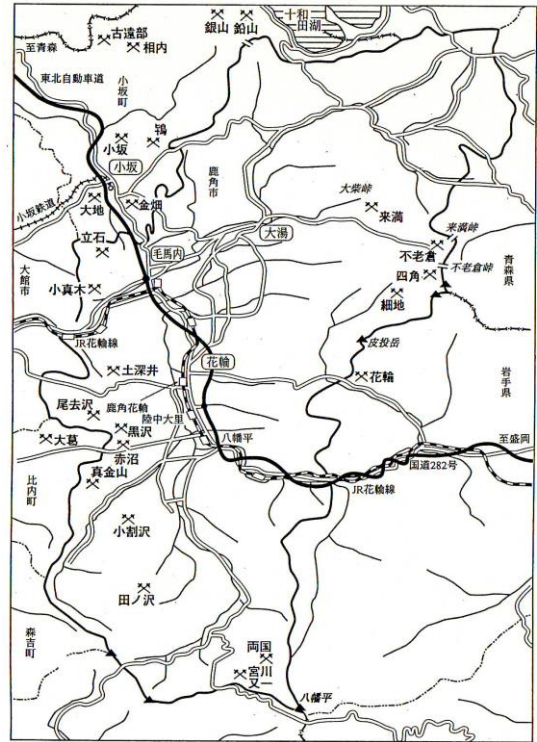 銀山
鉛山
十和
田湖
古遠部
相内
至青森
東北自動車道
小坂町
鴇
小坂
小坂
鹿角市
小坂鉄道
大地
金畑
大柴峠
来満
来満峠
大湯
立石
毛馬内
不老倉
不老倉峠
青森県
四角
大館市
小真木
細地
JR花輪線
皮投岳
花輪
土深井
花輪
岩手県
尾去沢
鹿角花輪
陸中大里
黒沢
大葛
赤沼
八幡平
至盛岡
国道282号
真金山
JR花輪線
比内町
小割沢
田ノ沢
森吉町
両国
宮川
又一
八幡平